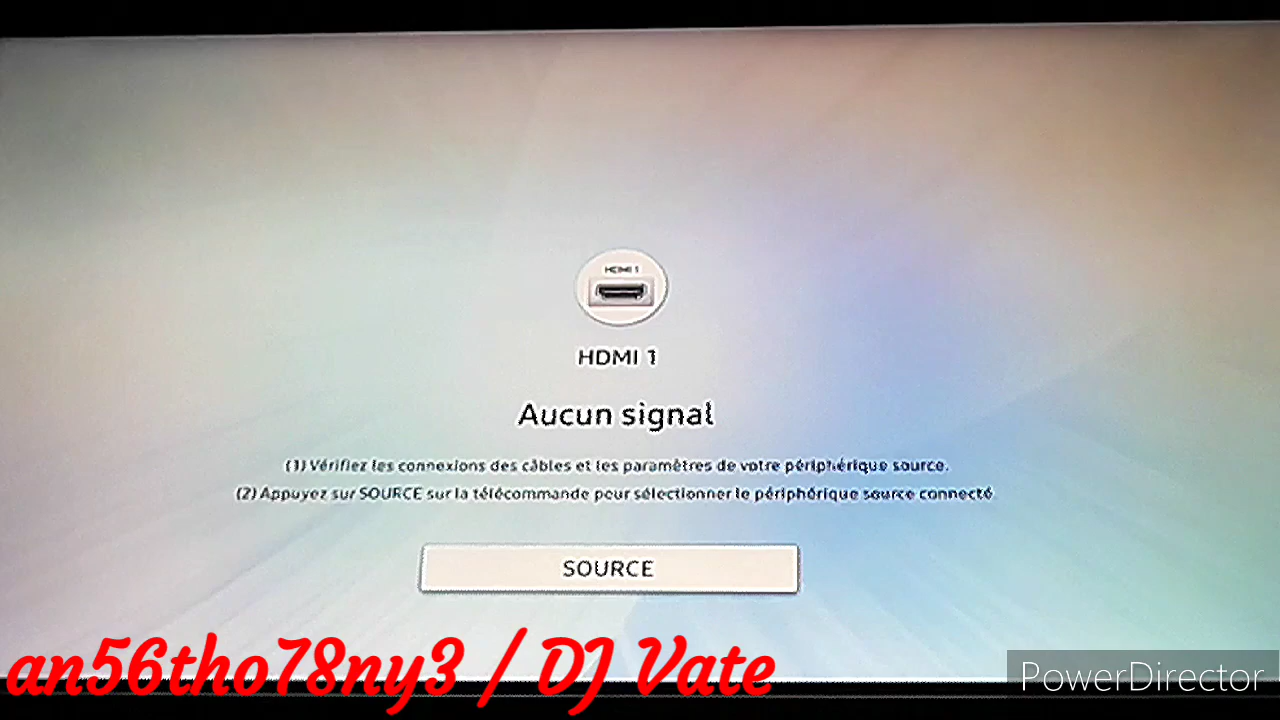 HDMI 1
HDMI 1
Aucun signal
(1) Vérifiez les connexions des câbles et les paramètres de votre périphérique source.
(2) Appuyez sur SOURCE sur la télécommande pour sélectionner le périphérique source connecté.
SOURCE
an56tho78ny3 / DJ Vate
PowerDirector